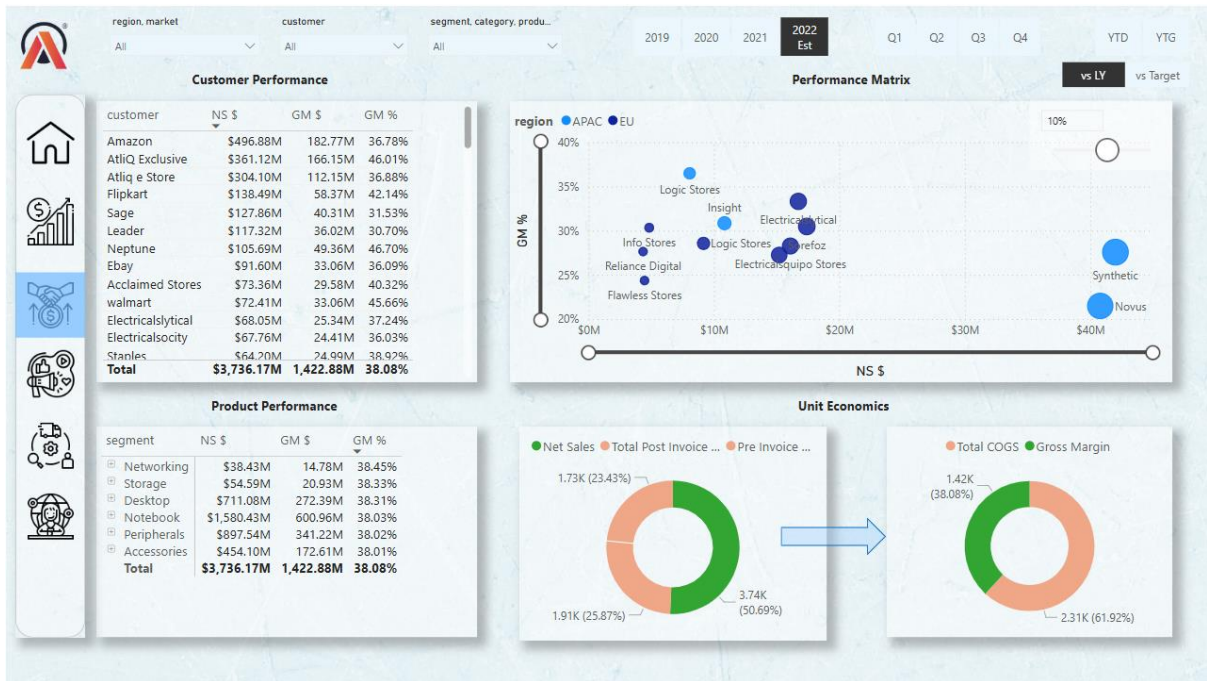 region, market customer segment, category, produ...
All All All
2019 2020 2021 2022 Est Q1 Q2 Q3 Q4 YTD YTG
vs LY vs Target
Customer Performance
customer NS $ GM $ GM %
Amazon $496.88M 182.77M 36.78%
AtliQ Exclusive $361.12M 166.15M 46.01%
Atliq e Store $304.10M 112.15M 36.88%
Flipkart $138.49M 58.37M 42.14%
Sage $127.86M 40.31M 31.53%
Leader $117.32M 36.02M 30.70%
Neptune $105.69M 49.36M 46.70%
Ebay $91.60M 33.06M 36.09%
Acclaimed Stores $73.36M 29.58M 40.32%
walmart $72.41M 33.06M 45.66%
Electricalslytical $68.05M 25.34M 37.24%
Electricalsocity $67.76M 24.41M 36.03%
Staples $64.20M 24.99M 38.92%
Total $3,736.17M 1,422.88M 38.08%
Performance Matrix
region APAC EU
10%
GM %
40%
35%
30%
25%
20%
Logic Stores
Insight
Info Stores
Logic Stores
Reliance Digital
Electricalsquipo Stores
Flawless Stores
Synthetic
Novus
$0M $10M $20M $30M $40M
NS $
Product Performance
segment NS $ GM $ GM %
Networking $38.43M 14.78M 38.45%
Storage $54.59M 20.93M 38.33%
Desktop $711.08M 272.39M 38.31%
Notebook $1,580.43M 600.96M 38.03%
Peripherals $897.54M 341.22M 38.02%
Accessories $454.10M 172.61M 38.01%
Total $3,736.17M 1,422.88M 38.08%
Unit Economics
Net Sales Total Post Invoice ... Pre Invoice ...
1.73K (23.43%)
3.74K
(50.69%)
1.91K (25.87%)
Total COGS Gross Margin
1.42K
(38.08%)
2.31K (61.92%)